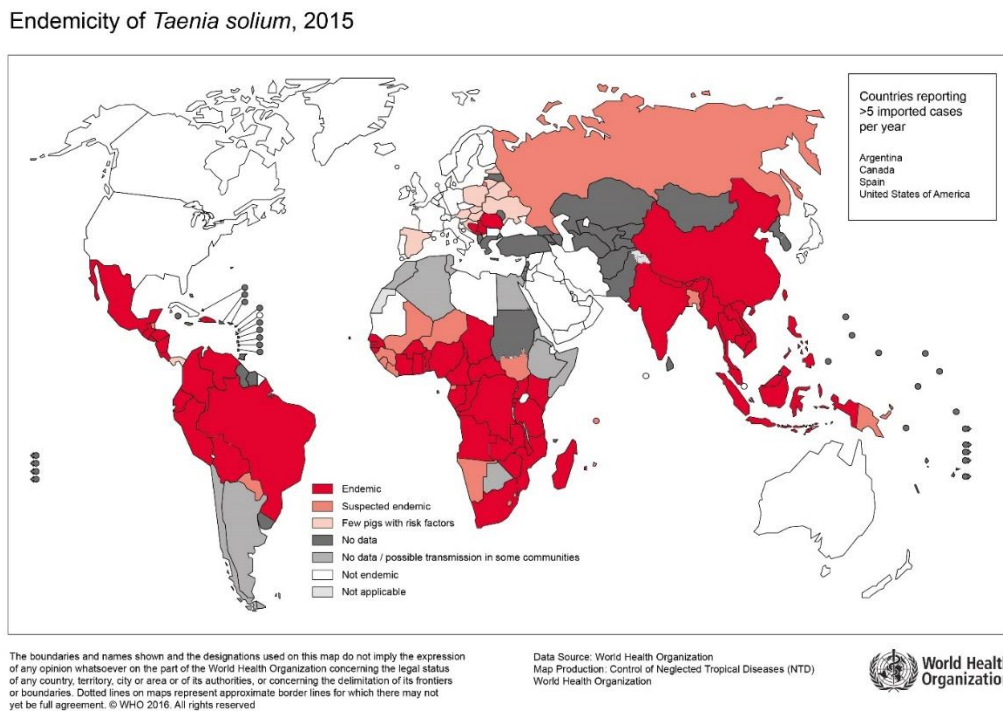 Endemicity of Taenia solium, 2015
Countries reporting
>5 imported cases
per year
Argentina
Canada
Spain
United States of America
Endemic
Suspected endemic
Few pigs with risk factors
No data
No data / possible transmission in some communities
Not endemic
Not applicable
The boundaries and names shown and the designations used on this map do not imply the expression
of any opinion whatsoever on the part of the World Health Organization concerning the legal status
of any country, territory, city or area or of its authorities, or concerning the delimitation of its frontiers
or boundaries. Dotted lines on maps represent approximate border lines for which there may not
yet be full agreement. © WHO 2016. All rights reserved
Data Source: World Health Organization
Map Production: Control of Neglected Tropical Diseases (NTD)
World Health Organization
World Health
Organization